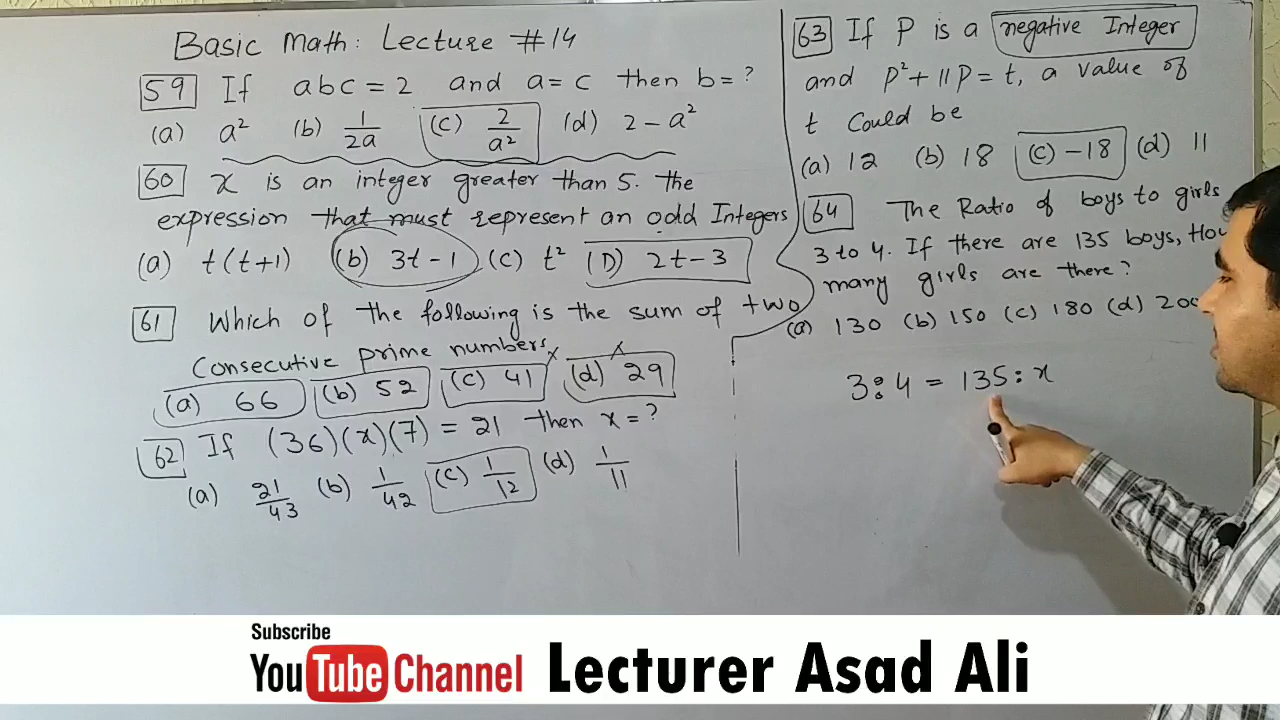 Basic Math: Lecture #14
59 If abc = 2 and a = c then b = ?
(a) a² (b) 1/2a (C) 2/a² (d) 2 - a²
60 x is an integer greater than 5. The
expression that must represent an odd Integers
(a) t(t+1) (b) 3t-1 (C) t² (D) 2t-3
61 Which of the following is the sum of two
Consecutive prime numbers
(a) 66 (b) 52 (C) 41 x (d) 29 x
62 If (36)(x)(7) = 21 then x = ?
(a) 21/43 (b) 1/42 (C) 1/12 (d) 1/11
63 If P is a negative Integer
and P² + 11P = t, a value of
t Could be
(a) 12 (b) 18 (C) -18 (d) 11
64 The Ratio of boys to girls
3 to 4. If there are 135 boys, How
many girls are there?
(a) 130 (b) 150 (c) 180 (d) 200
3 : 4 = 135 : x
Subscribe
YouTube Channel Lecturer Asad Ali